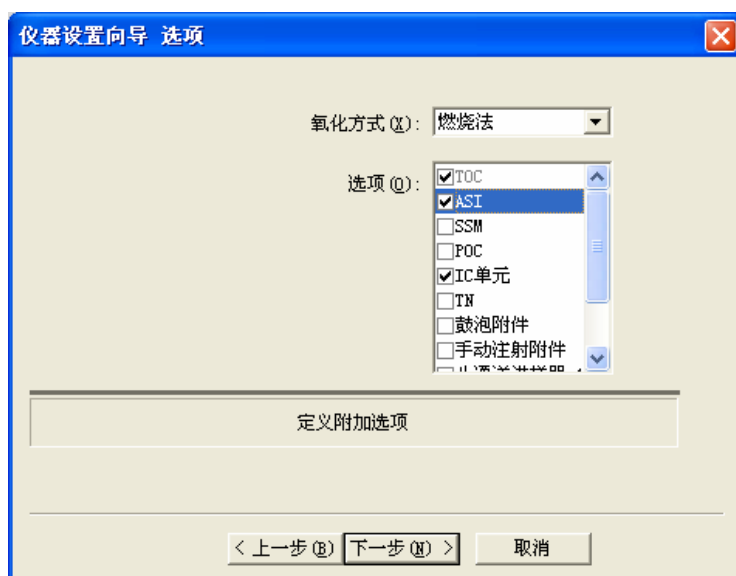 仪器设置向导 选项
氧化方式(X): 燃烧法
选项(O): TOC
ASI
SSM
POC
IC单元
TN
鼓泡附件
手动注射附件
定义附加选项
< 上一步(B) 下一步(N) > 取消